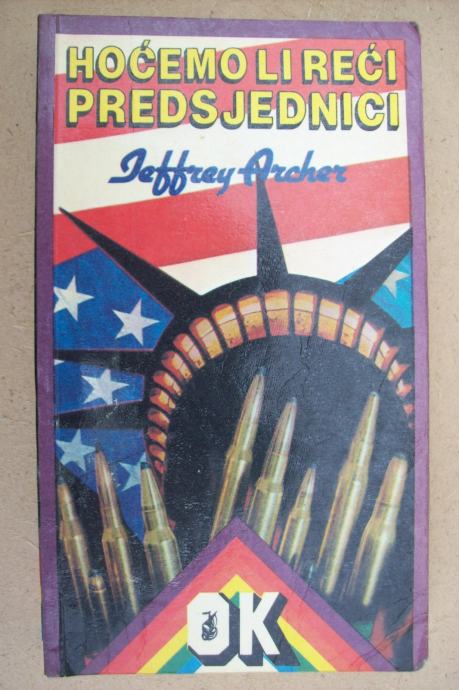 HOĆEMO LI REĆI
PREDSJEDNICI
Jeffrey Archer
OK